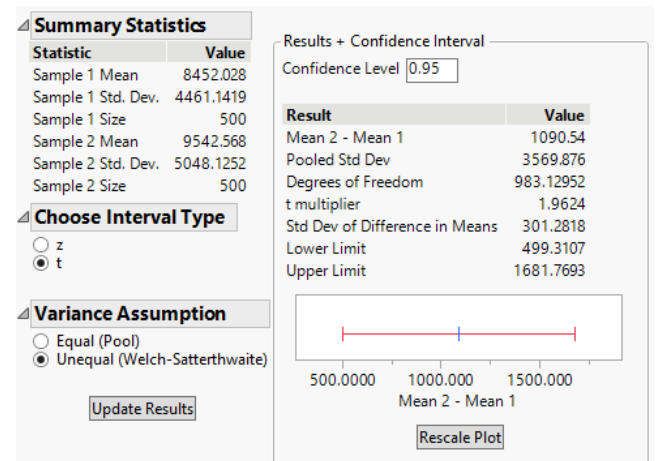 Summary Statistics
Statistic Value
Sample 1 Mean 8452.028
Sample 1 Std. Dev. 4461.1419
Sample 1 Size 500
Sample 2 Mean 9542.568
Sample 2 Std. Dev. 5048.1252
Sample 2 Size 500
Choose Interval Type
z
t
Variance Assumption
Equal (Pool)
Unequal (Welch-Satterthwaite)
Update Results
Results + Confidence Interval
Confidence Level 0.95
Result Value
Mean 2 - Mean 1 1090.54
Pooled Std Dev 3569.876
Degrees of Freedom 983.12952
t multiplier 1.9624
Std Dev of Difference in Means 301.2818
Lower Limit 499.3107
Upper Limit 1681.7693
500.0000 1000.000 1500.000
Mean 2 - Mean 1
Rescale Plot